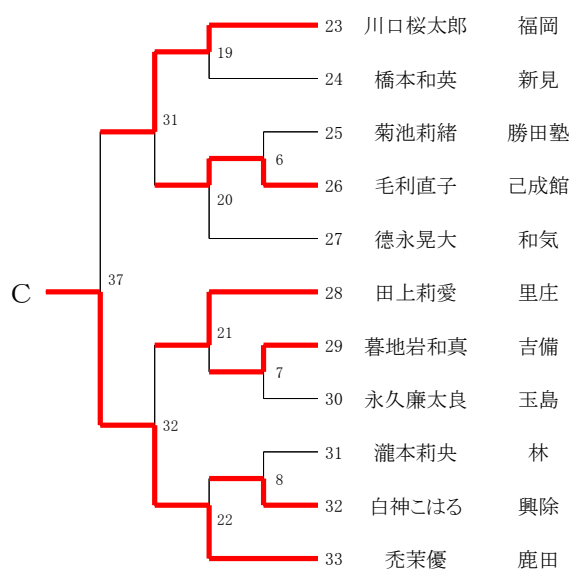 23 川口桜太郎 福岡
19
24 橋本和英 新見
31
25 菊池莉緒 勝田塾
6
26 毛利直子 己成館
20
27 德永晃大 和気
37
C
28 田上莉愛 里庄
21
29 暮地岩和真 吉備
7
30 永久廉太良 玉島
32
31 瀧本莉央 林
8
32 白神こはる 興除
22
33 禿茉優 鹿田